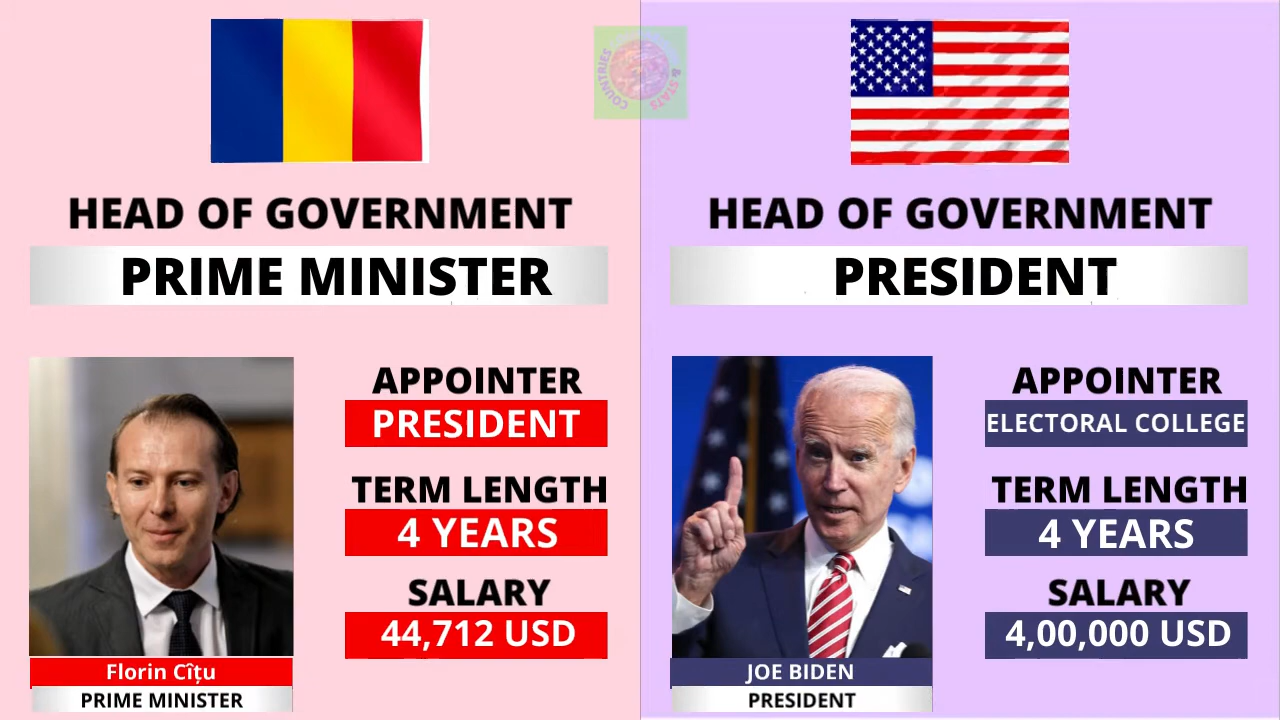 COUNTRIES
& STATS
HEAD OF GOVERNMENT
PRIME MINISTER
APPOINTER
PRESIDENT
TERM LENGTH
4 YEARS
SALARY
44,712 USD
Florin Cîțu
PRIME MINISTER
HEAD OF GOVERNMENT
PRESIDENT
APPOINTER
ELECTORAL COLLEGE
TERM LENGTH
4 YEARS
SALARY
4,00,000 USD
JOE BIDEN
PRESIDENT